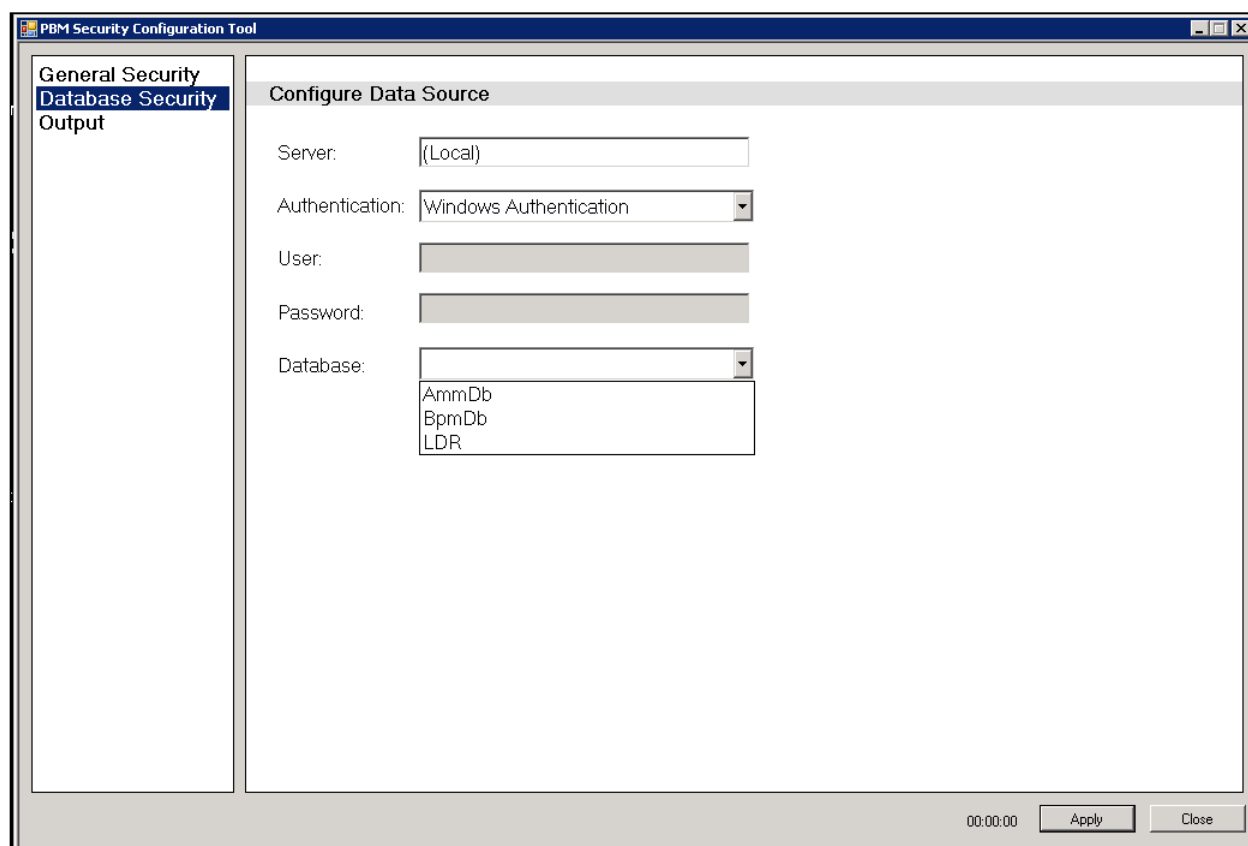 PBM Security Configuration Tool
General Security
Database Security
Output
Configure Data Source
Server: (Local)
Authentication: Windows Authentication
User:
Password:
Database:
AmmDb
BpmDb
LDR
00:00:00 Apply Close